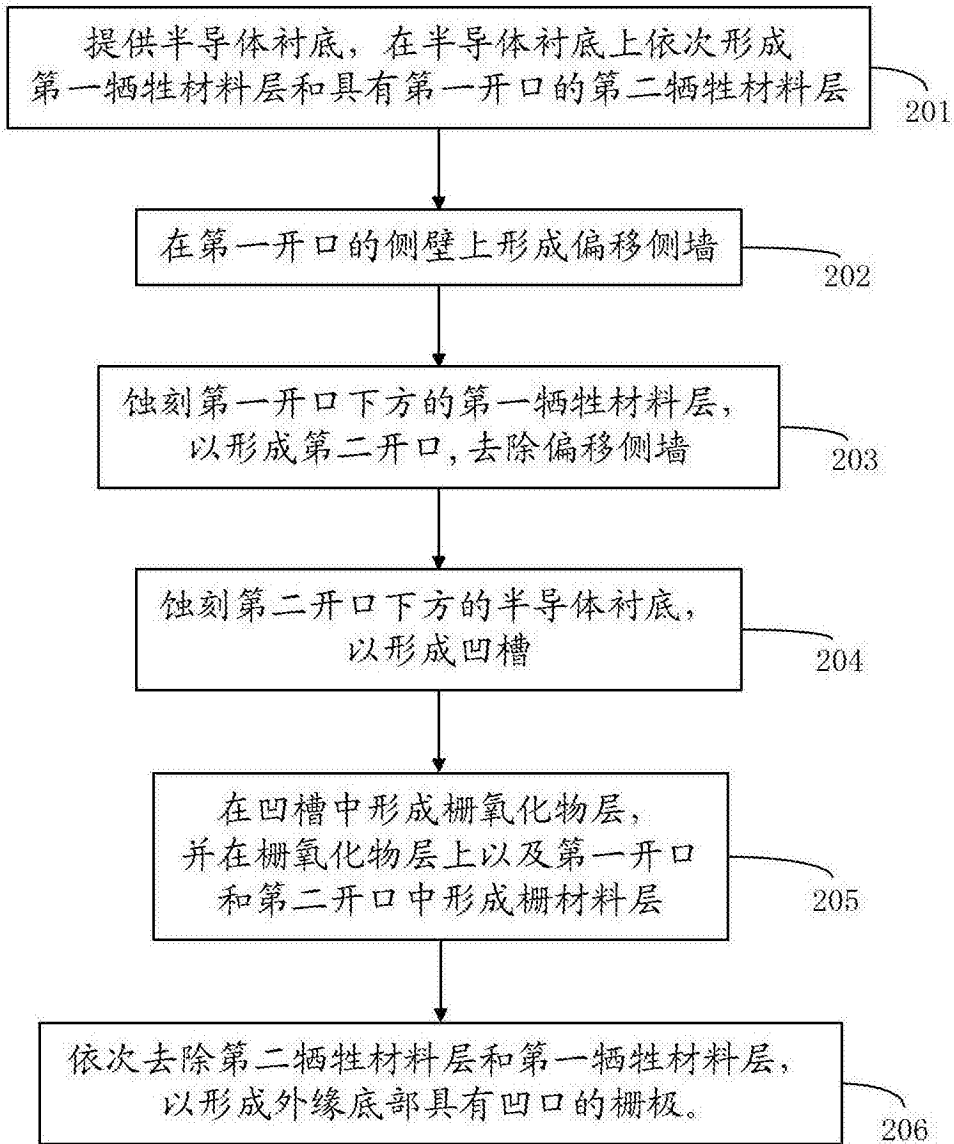 提供半导体衬底，在半导体衬底上依次形成
第一牺牲材料层和具有第一开口的第二牺牲材料层
201
在第一开口的侧壁上形成偏移侧墙
202
蚀刻第一开口下方的第一牺牲材料层，
以形成第二开口,去除偏移侧墙
203
蚀刻第二开口下方的半导体衬底，
以形成凹槽
204
在凹槽中形成栅氧化物层，
并在栅氧化物层上以及第一开口
和第二开口中形成栅材料层
205
依次去除第二牺牲材料层和第一牺牲材料层，
以形成外缘底部具有凹口的栅极。
206